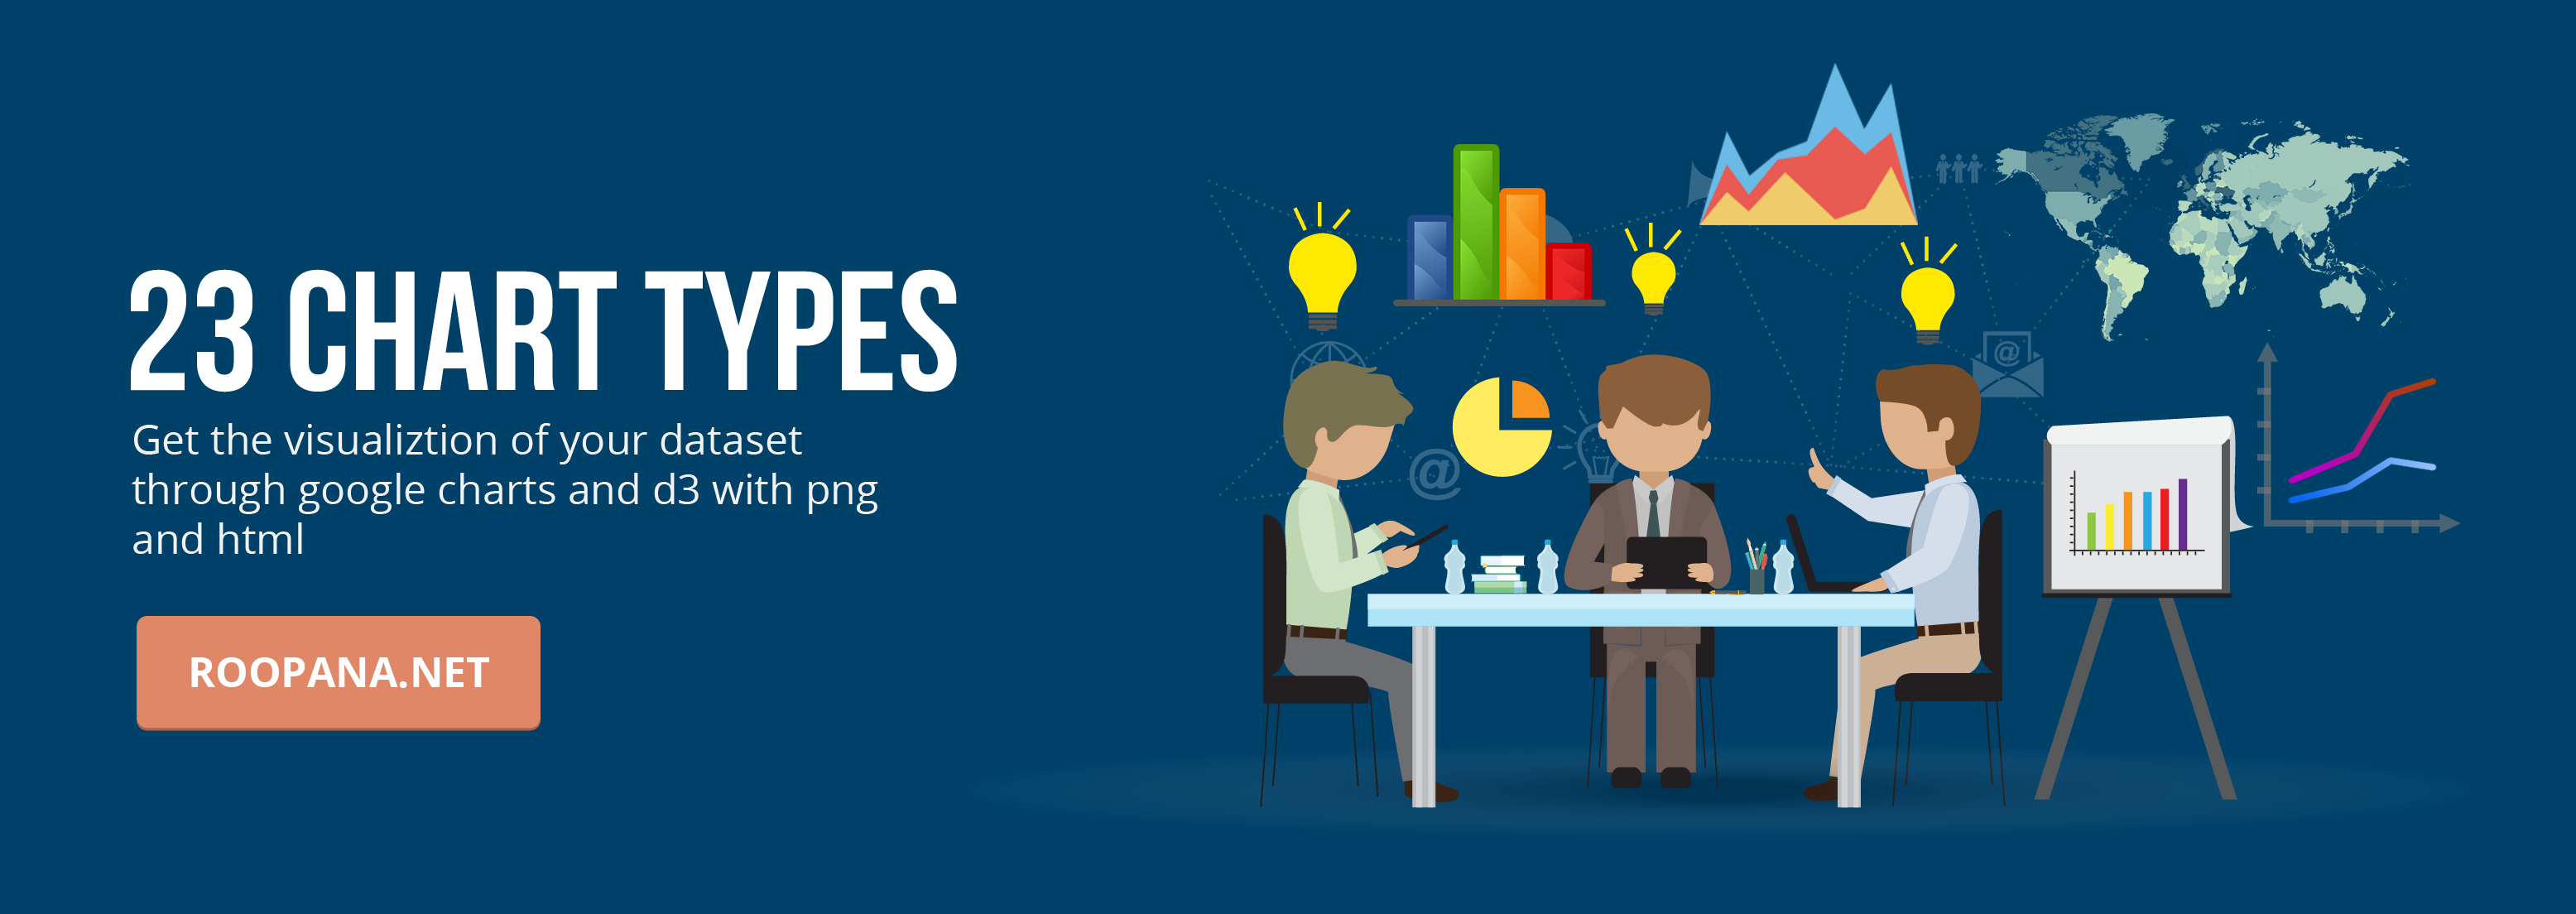 23 CHART TYPES
Get the visualiztion of your dataset
through google charts and d3 with png
and html
ROOPANA.NET
@
@